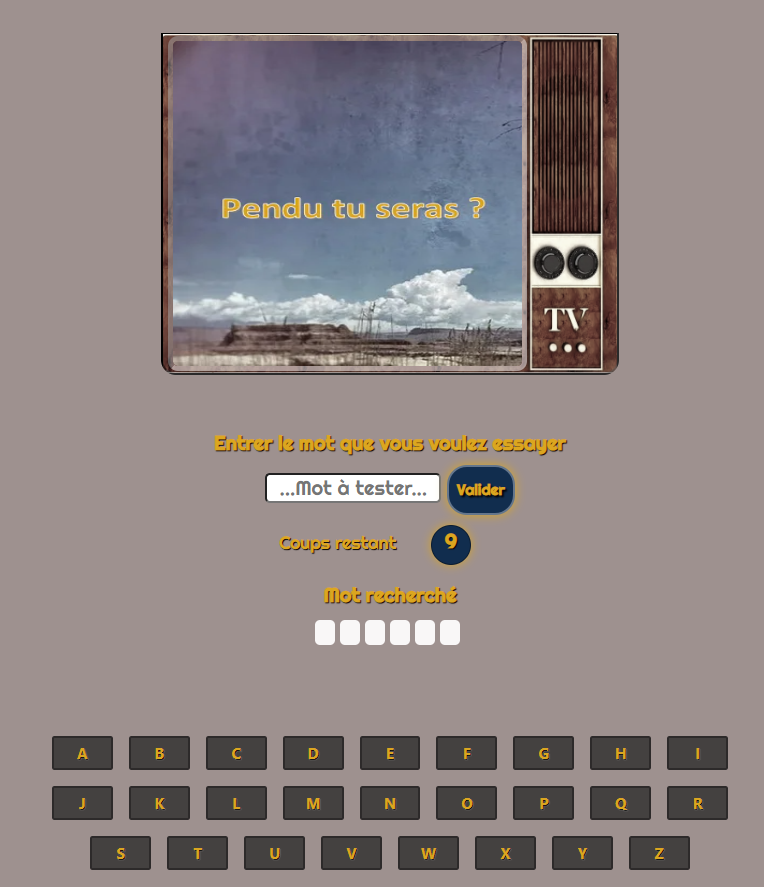 Pendu tu seras ?
TV
Entrer le mot que vous voulez essayer
...Mot à tester... Valider
Coups restant 9
Mot recherché
A B C D E F G H I
J K L M N O P Q R
S T U V W X Y Z